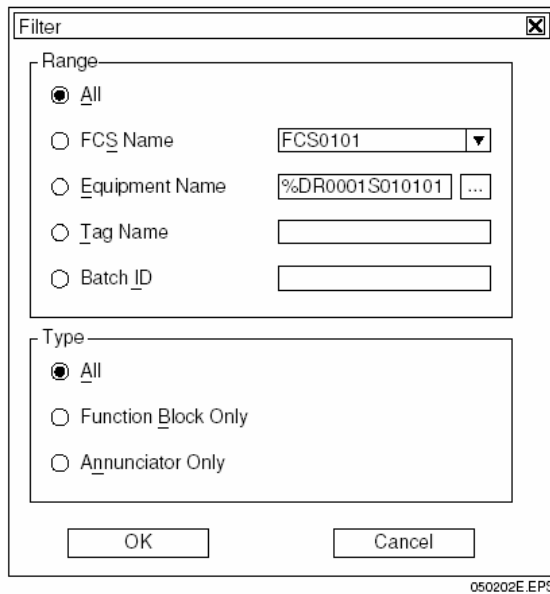 Filter
Range
All
FCS Name FCS0101
Equipment Name %DR0001S010101 ...
Tag Name
Batch ID
Type
All
Function Block Only
Annunciator Only
OK Cancel
050202E.EPS